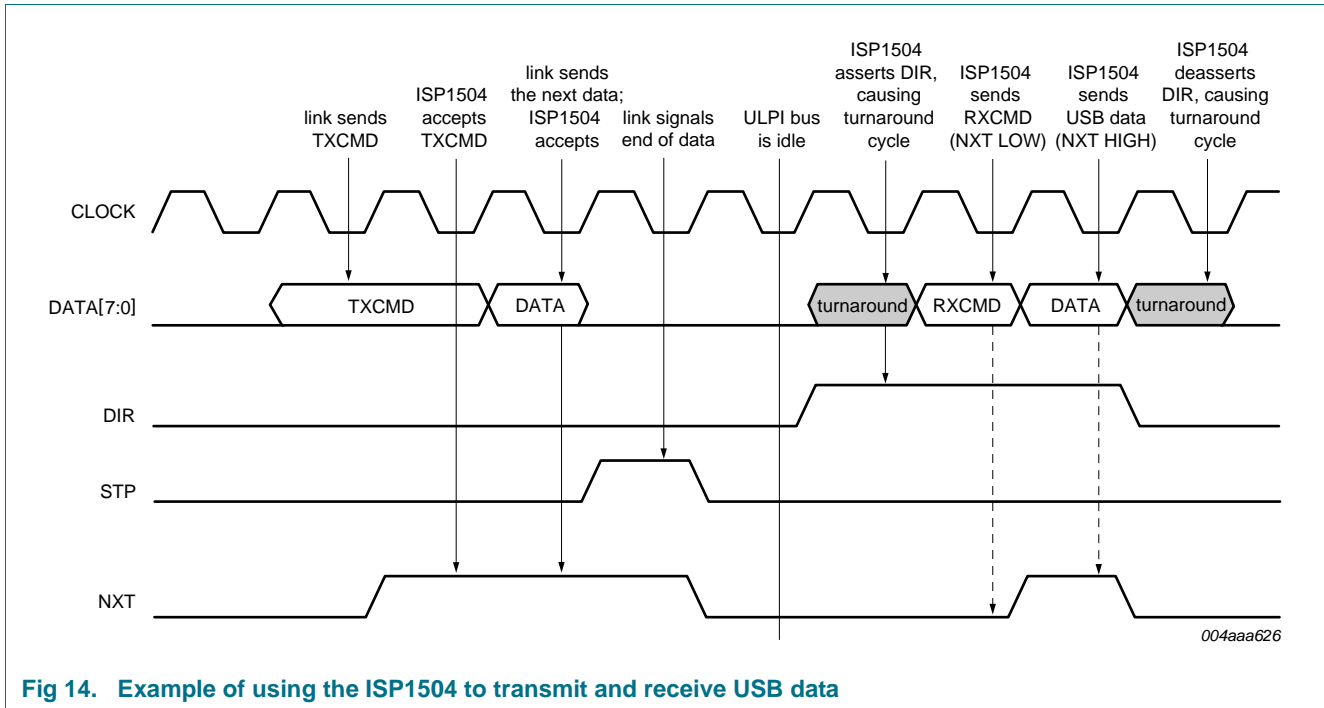 link sends
TXCMD
ISP1504
accepts
TXCMD
link sends
the next data;
ISP1504
accepts
link signals
end of data
ULPI bus
is idle
ISP1504
asserts DIR,
causing
turnaround
cycle
ISP1504
sends
RXCMD
(NXT LOW)
ISP1504
sends
USB data
(NXT HIGH)
ISP1504
deasserts
DIR, causing
turnaround
cycle
CLOCK
DATA[7:0]
TXCMD
DATA
turnaround
RXCMD
DATA
turnaround
DIR
STP
NXT
004aaa626
Fig 14. Example of using the ISP1504 to transmit and receive USB data